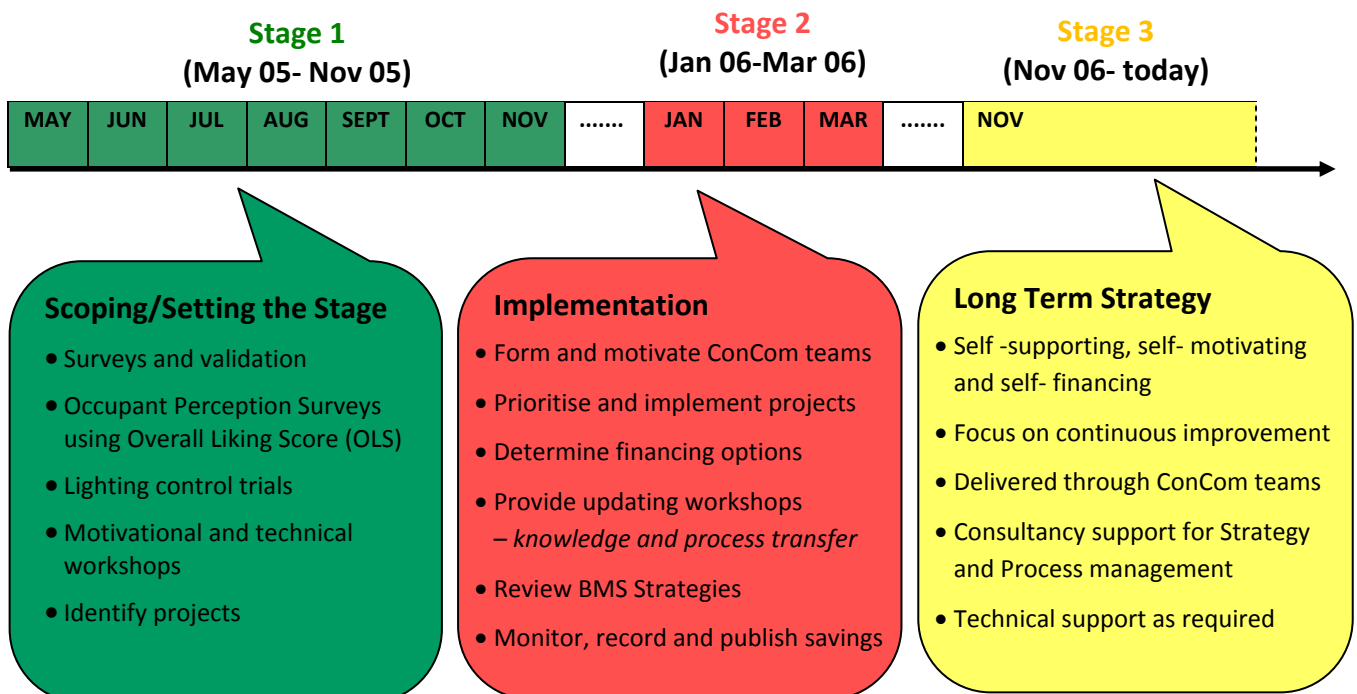 Stage 1
(May 05- Nov 05)
Stage 2
(Jan 06-Mar 06)
Stage 3
(Nov 06- today)
MAY JUN JUL AUG SEPT OCT NOV ....... JAN FEB MAR ....... NOV
Scoping/Setting the Stage
• Surveys and validation
• Occupant Perception Surveys
using Overall Liking Score (OLS)
• Lighting control trials
• Motivational and technical
workshops
• Identify projects
Implementation
• Form and motivate ConCom teams
• Prioritise and implement projects
• Determine financing options
• Provide updating workshops
– knowledge and process transfer
• Review BMS Strategies
• Monitor, record and publish savings
Long Term Strategy
• Self -supporting, self- motivating
and self- financing
• Focus on continuous improvement
• Delivered through ConCom teams
• Consultancy support for Strategy
and Process management
• Technical support as required